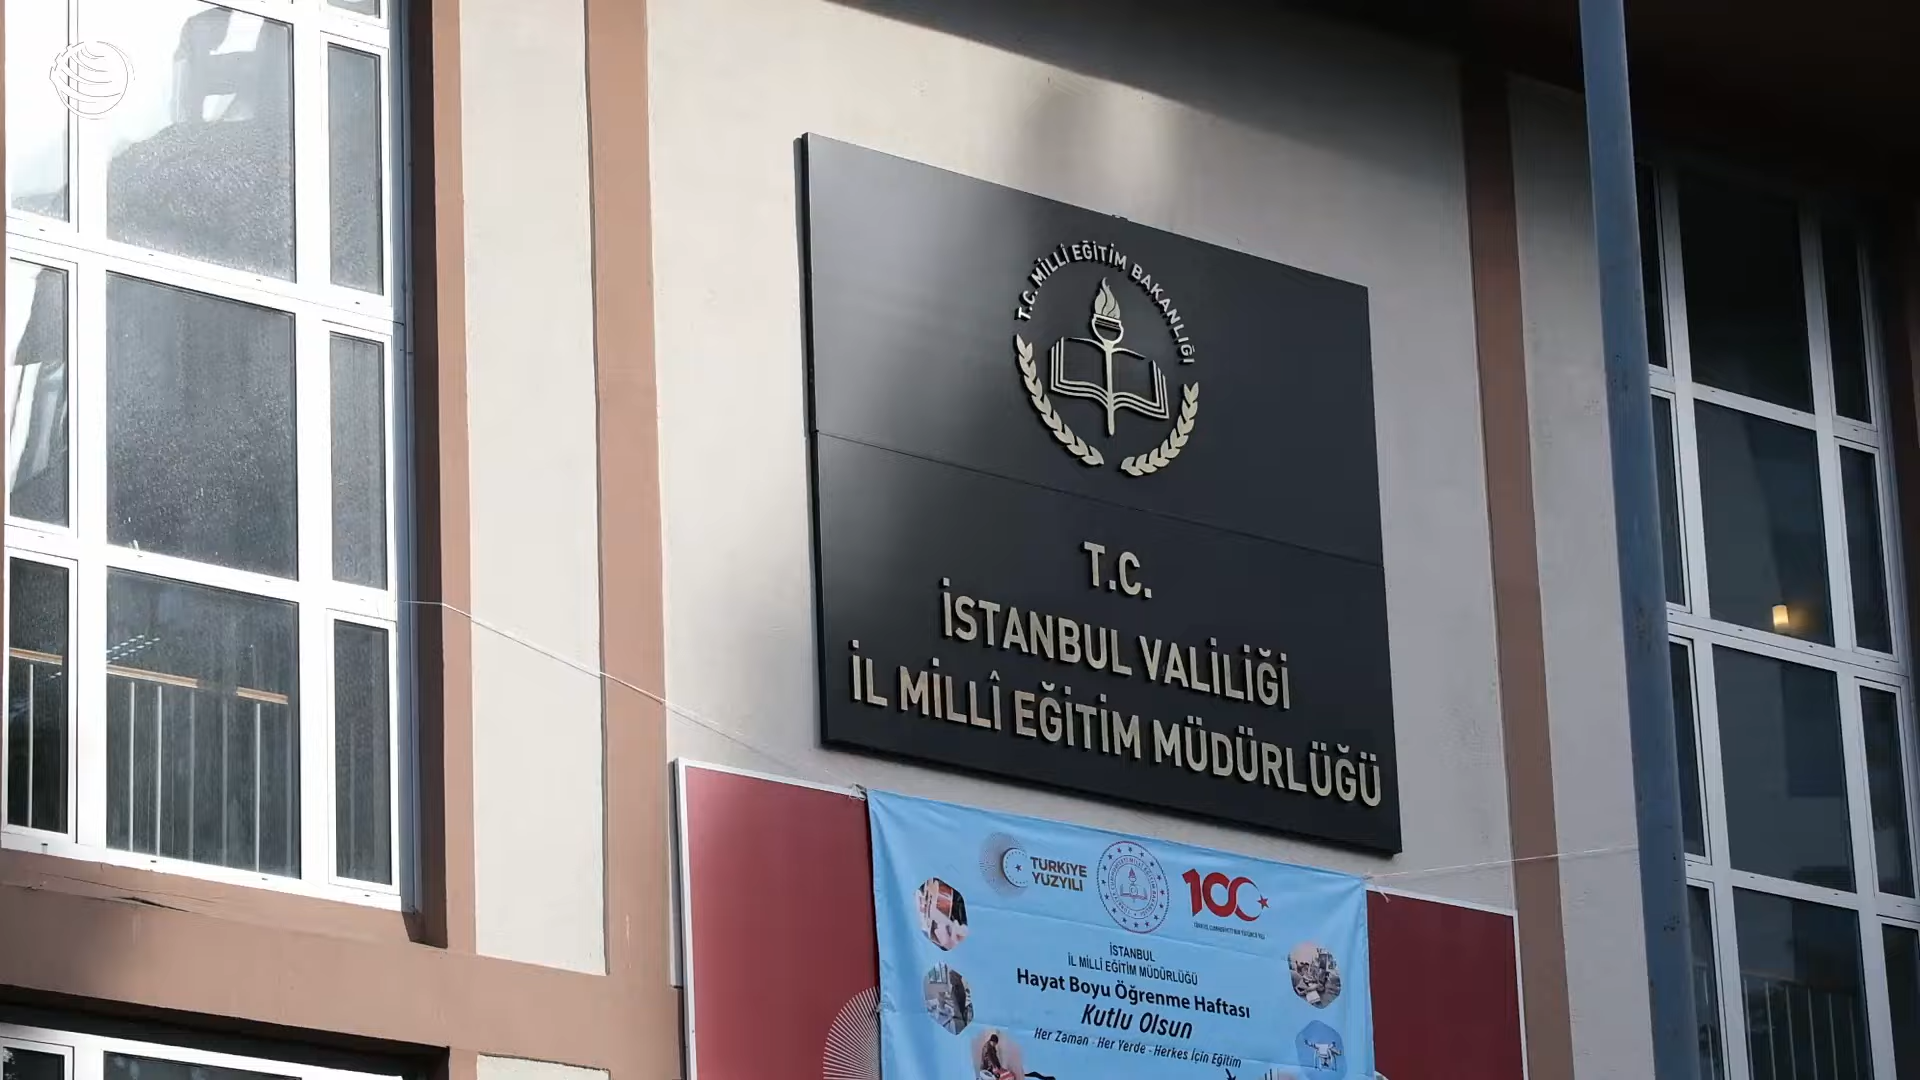 T.C. MİLLİ EĞİTİM BAKANLIĞI
T.C.
İSTANBUL VALİLİĞİ
İL MİLLÎ EĞİTİM MÜDÜRLÜĞÜ
TÜRKİYE
YÜZYILI
100
İSTANBUL
İL MİLLÎ EĞİTİM MÜDÜRLÜĞÜ
Hayat Boyu Öğrenme Haftası
Kutlu Olsun
Her Zaman - Her Yerde - Herkes İçin Eğitim